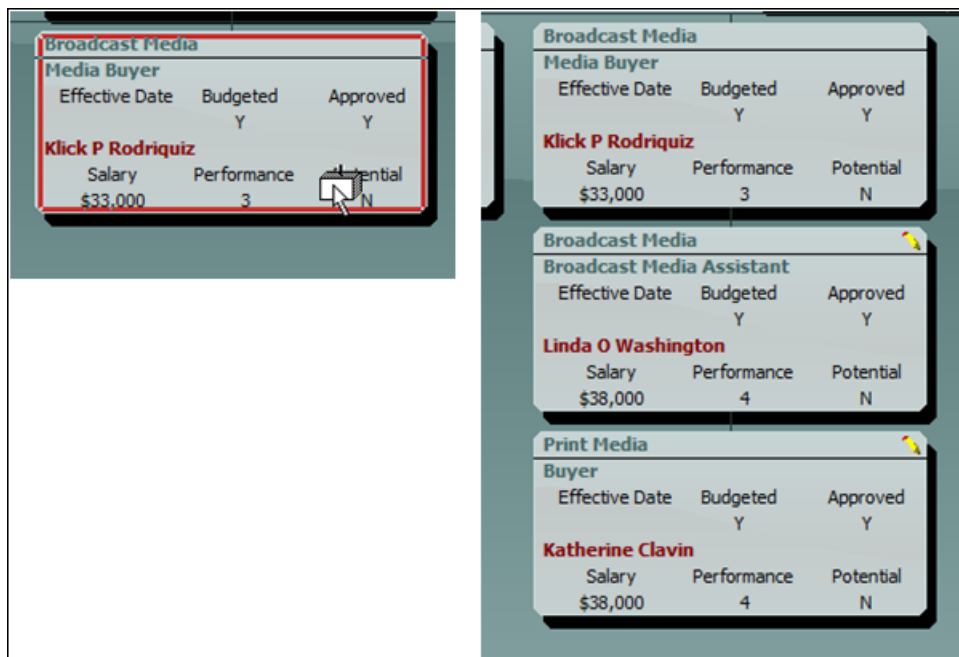 Broadcast Media
Media Buyer
Effective Date Budgeted Approved
Y Y
Klick P Rodriquiz
Salary Performance
$33,000 3 N
Broadcast Media
Media Buyer
Effective Date Budgeted Approved
Y Y
Klick P Rodriquiz
Salary Performance Potential
$33,000 3 N
Broadcast Media
Broadcast Media Assistant
Effective Date Budgeted Approved
Y Y
Linda O Washington
Salary Performance Potential
$38,000 4 N
Print Media
Buyer
Effective Date Budgeted Approved
Y Y
Katherine Clavin
Salary Performance Potential
$38,000 4 N